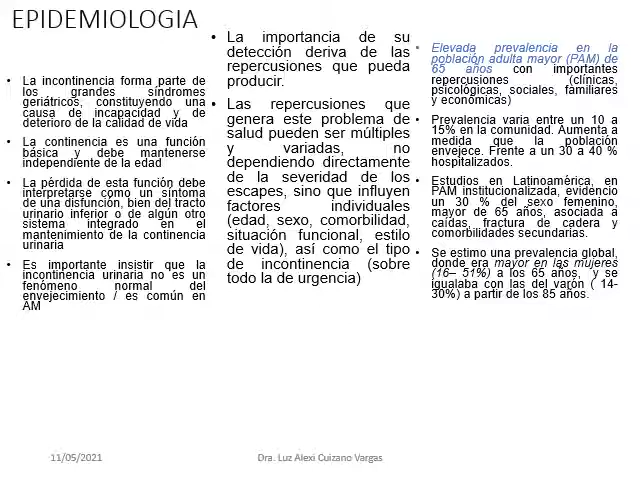 EPIDEMIOLOGIA
• La incontinencia forma parte de
los grandes síndromes
geriátricos, constituyendo una
causa de incapacidad y de
deterioro de la calidad de vida
• La continencia es una función
básica y debe mantenerse
independiente de la edad
• La pérdida de esta función debe
interpretarse como un síntoma
de una disfunción, bien del tracto
urinario inferior o de algún otro
sistema integrado en el
mantenimiento de la continencia
urinaria
• Es importante insistir que la
incontinencia urinaria no es un
fenómeno normal del
envejecimiento / es común en
AM
• La importancia de su
detección deriva de las
repercusiones que pueda
producir.
• Las repercusiones que
genera este problema de
salud pueden ser múltiples
y variadas, no
dependiendo directamente
de la severidad de los
escapes, sino que influyen
factores individuales
(edad, sexo, comorbilidad,
situación funcional, estilo
de vida), así como el tipo
de incontinencia (sobre
todo la de urgencia)
• Elevada prevalencia en la
población adulta mayor (PAM) de
65 años con importantes
repercusiones (clínicas,
psicológicas, sociales, familiares
y económicas)
• Prevalencia varia entre un 10 a
15% en la comunidad. Aumenta a
medida que la población
envejece. Frente a un 30 a 40 %
hospitalizados.
• Estudios en Latinoamérica, en
PAM institucionalizada, evidencio
un 30 % del sexo femenino,
mayor de 65 años, asociada a
caídas, fractura de cadera y
comorbilidades secundarias.
• Se estimo una prevalencia global,
donde era mayor en las mujeres
(16– 51%) a los 65 años, y se
igualaba con las del varón ( 14-
30%) a partir de los 85 años.
11/05/2021
Dra. Luz Alexi Cuizano Vargas